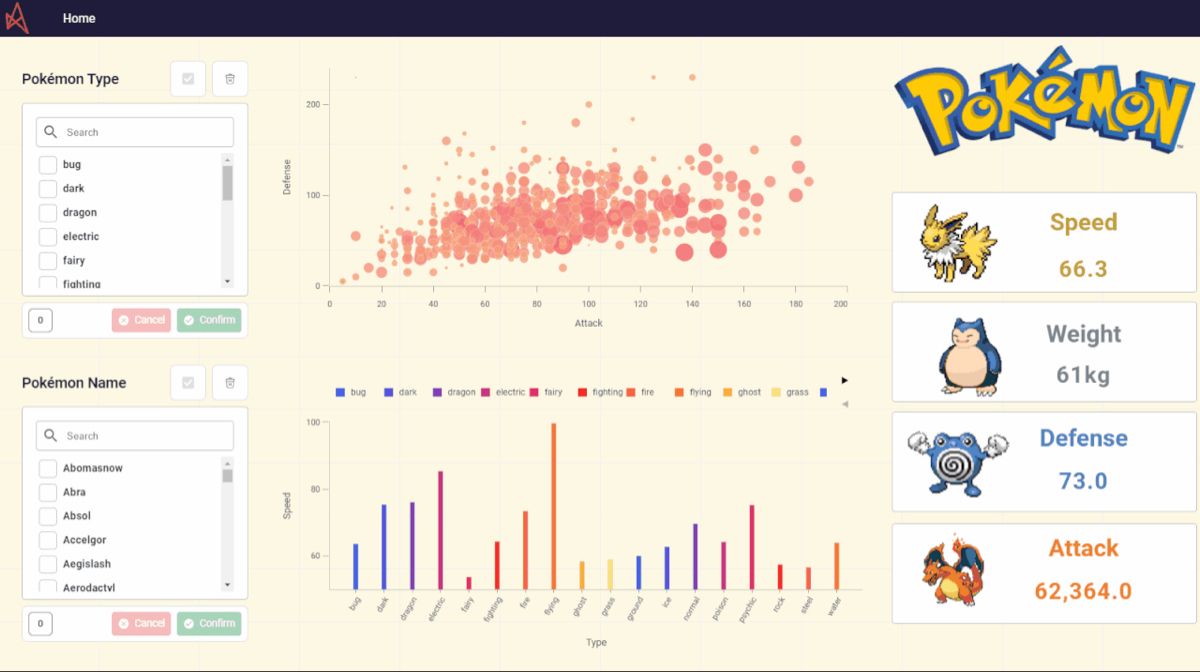 Home
Pokémon Type
Search
bug
dark
dragon
electric
fairy
fighting
0
Cancel
Confirm
Pokémon Name
Search
Abomasnow
Abra
Absol
Accelgor
Aegislash
Aerodactyl
0
Cancel
Confirm
Defense
200
100
0
0 20 40 60 80 100 120 140 160 180 200
Attack
bug dark dragon electric fairy fighting fire flying ghost grass
Speed
100
80
60
bug dark dragon electric fairy fighting fire flying ghost grass ground ice normal poison psychic rock steel water
Type
POKéMON
TM
Speed
66.3
Weight
61kg
Defense
73.0
Attack
62,364.0